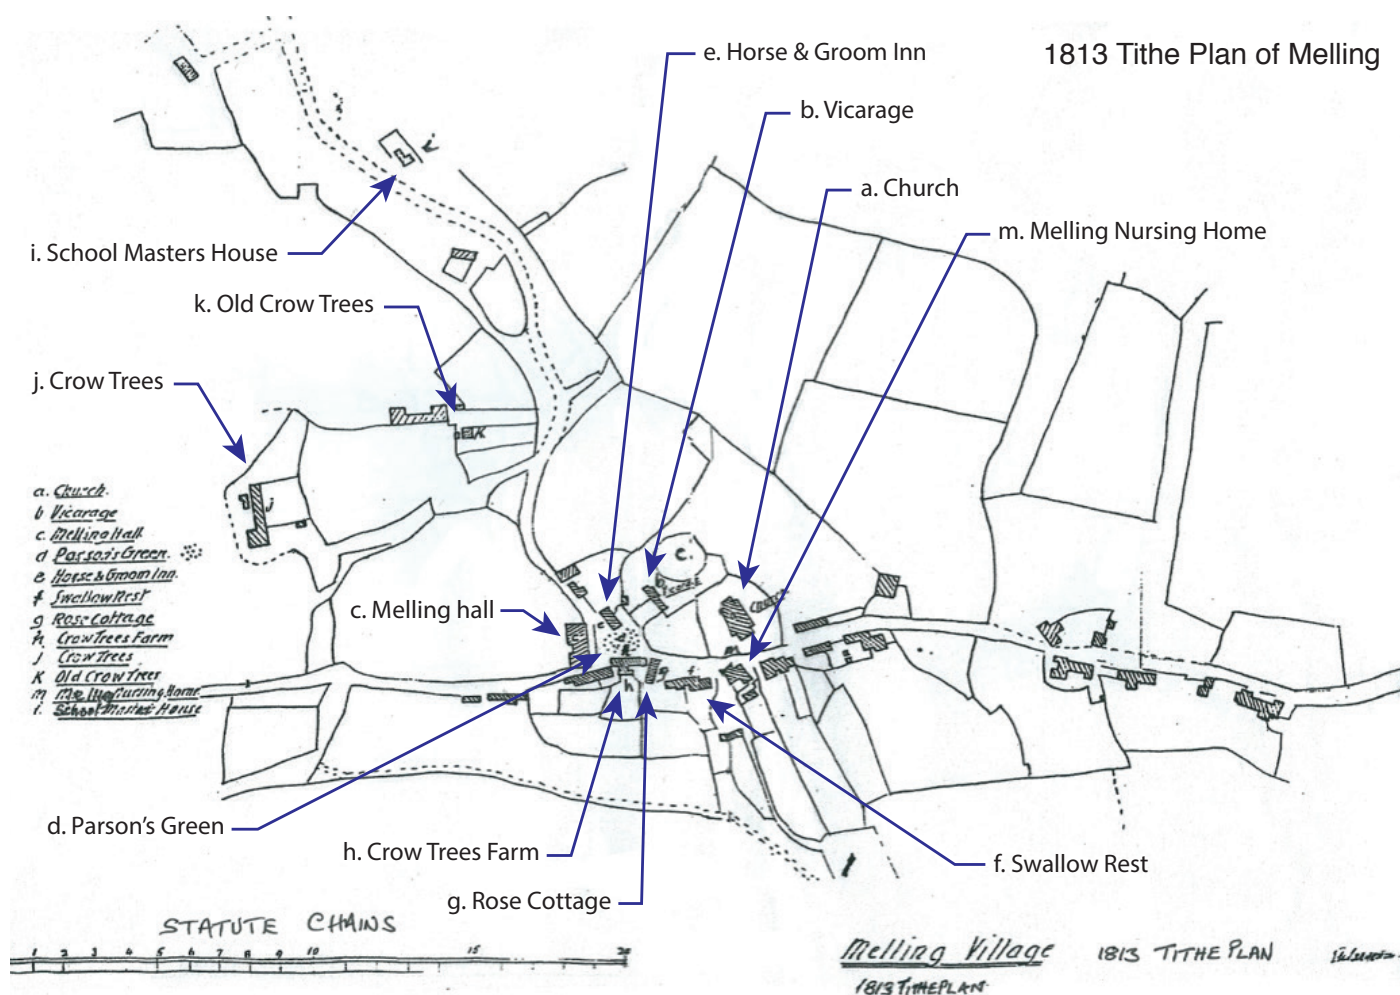 1813 Tithe Plan of Melling
e. Horse & Groom Inn
b. Vicarage
a. Church
m. Melling Nursing Home
i. School Masters House
k. Old Crow Trees
j. Crow Trees
c. Melling hall
d. Parson's Green
h. Crow Trees Farm
g. Rose Cottage
f. Swallow Rest
a. Church.
b Vicarage
c. Melling Hall
d Parson's Green.
e Horse & Groom Inn.
f Swallow Rest
g Rose Cottage
h Crow Trees Farm
j Crow Trees
K Old Crow Trees
m Nursing Home
i. School Master House
i
K
j
c.
b
e
g
h
f
m
STATUTE CHAINS
1 2 3 4 5 6 7 8 9 10 15 20
Melling Village 1813 TITHE PLAN
1813 TITHE PLAN